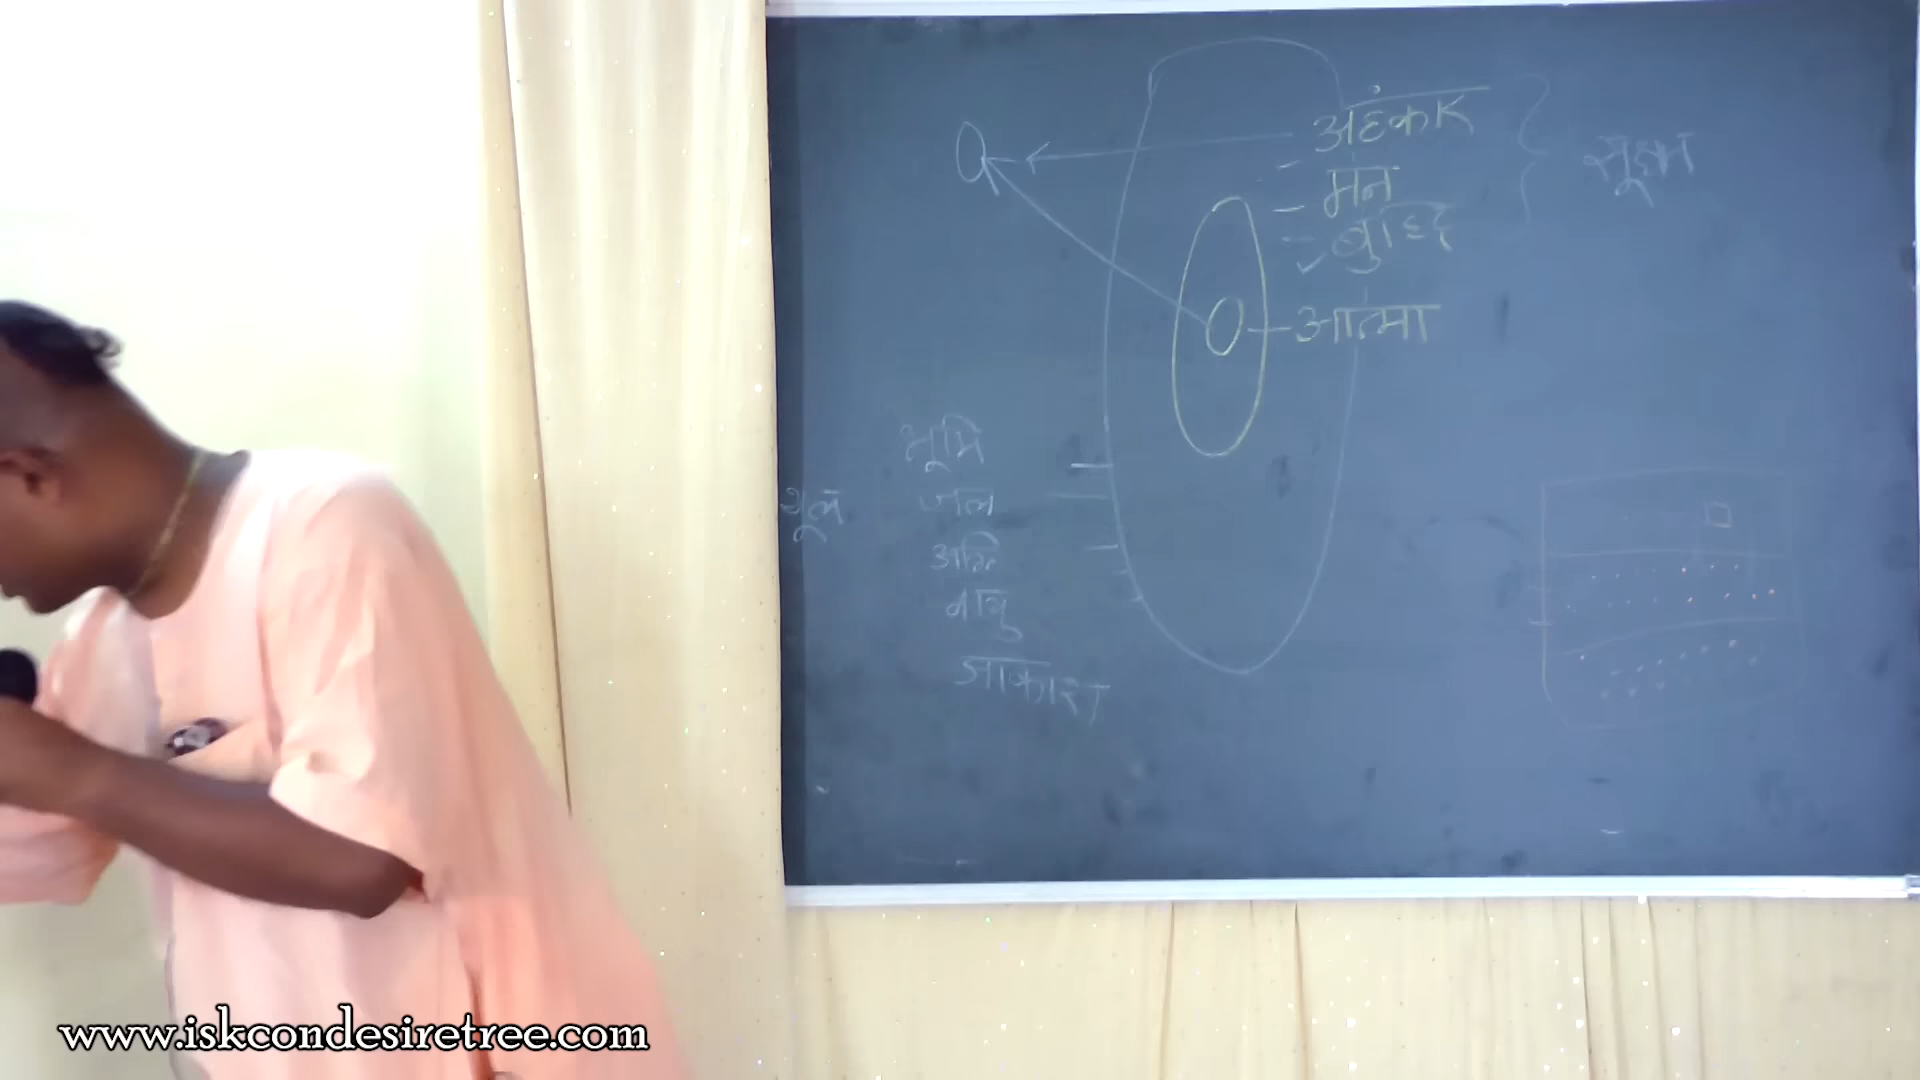 अहंकार
मन
बुद्धि
सूक्ष्म
आत्मा
भूमि
जल
स्थूल
अग्नि
वायु
आकाश
www.iskcondesiretree.com